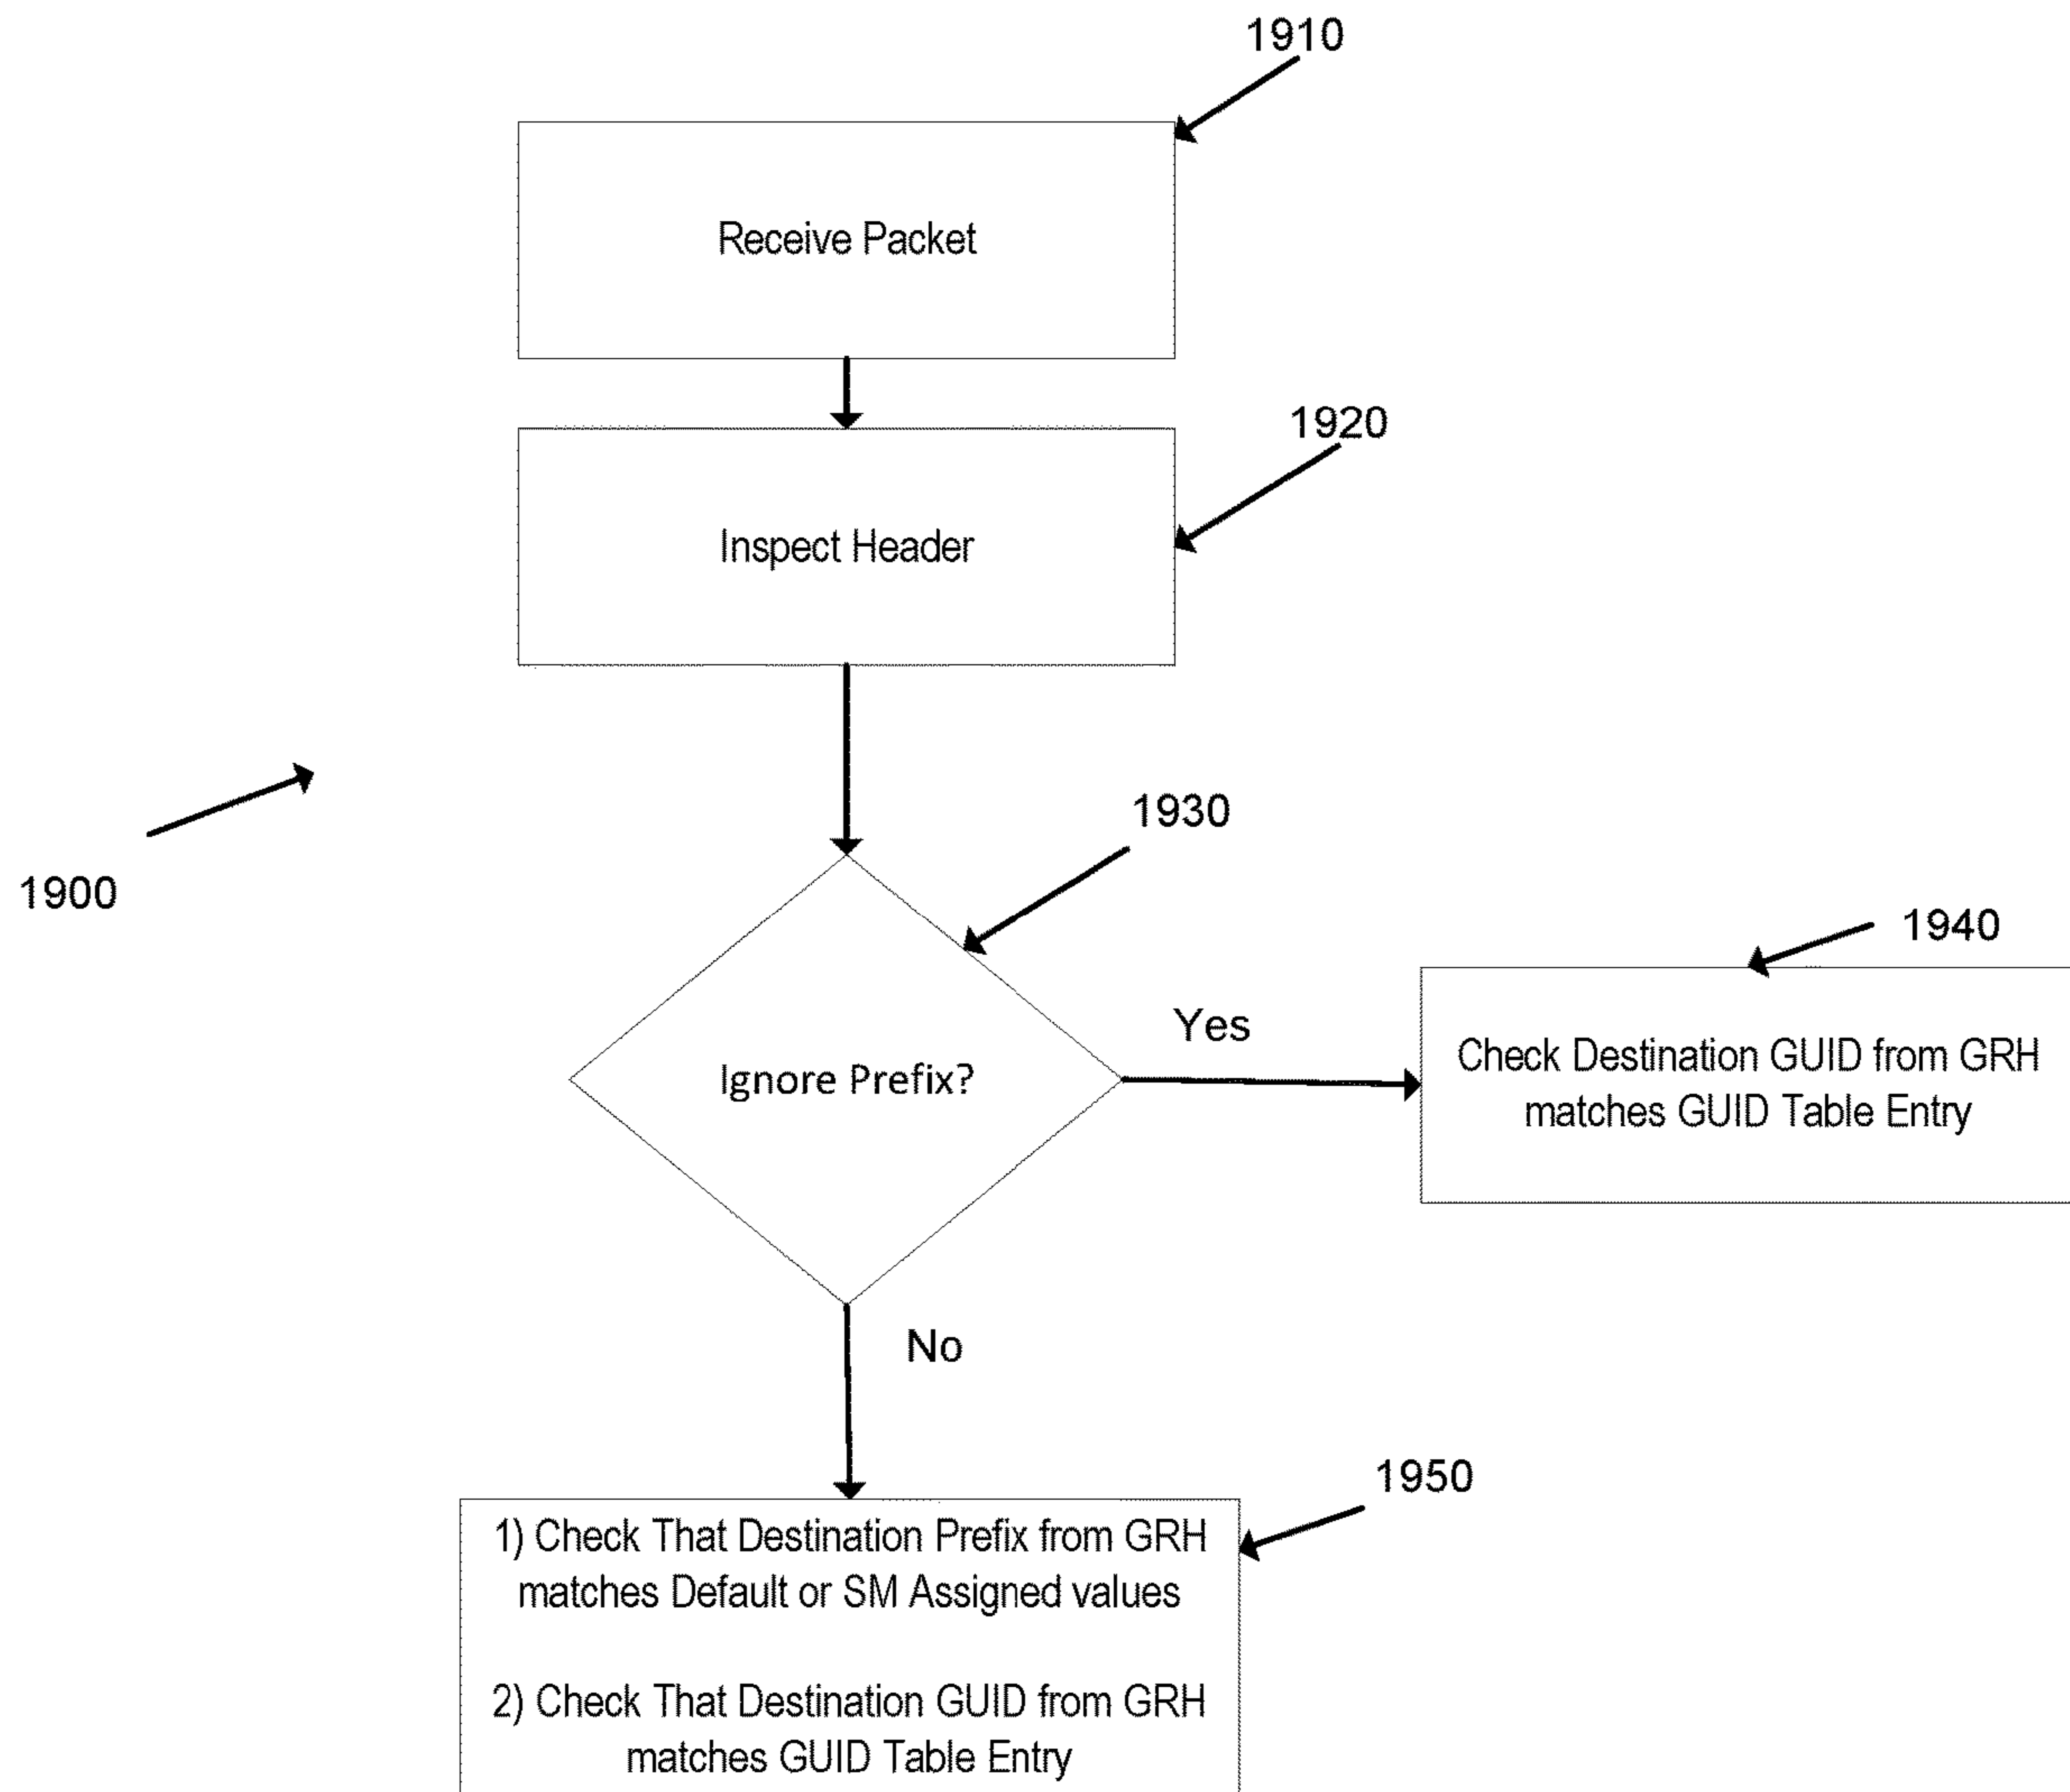 1910
Receive Packet
1920
Inspect Header
1900
1930
Ignore Prefix?
Yes
1940
Check Destination GUID from GRH
matches GUID Table Entry
No
1950
1) Check That Destination Prefix from GRH
matches Default or SM Assigned values
2) Check That Destination GUID from GRH
matches GUID Table Entry